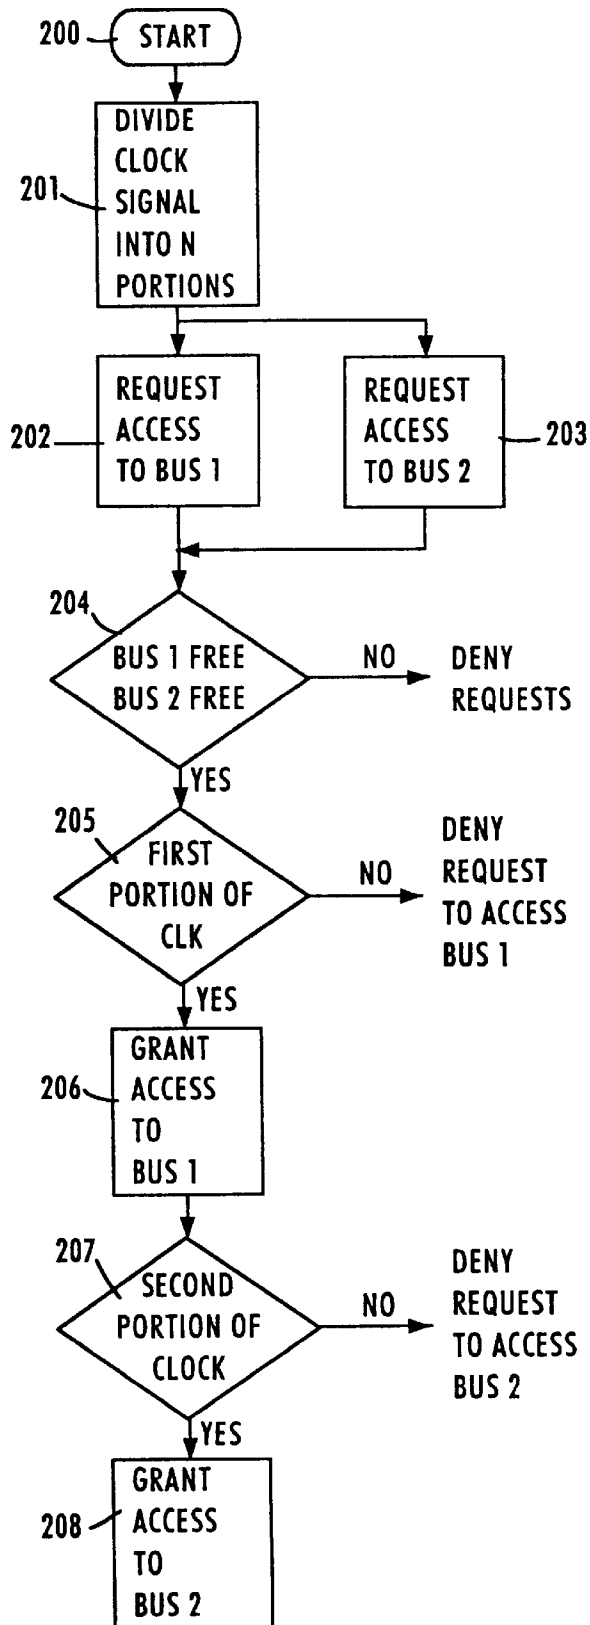 200
START
201
DIVIDE
CLOCK
SIGNAL
INTO N
PORTIONS
202
REQUEST
ACCESS
TO BUS 1
REQUEST
ACCESS
TO BUS 2
203
204
BUS 1 FREE
BUS 2 FREE
NO
DENY
REQUESTS
YES
205
FIRST
PORTION OF
CLK
NO
DENY
REQUEST
TO ACCESS
BUS 1
YES
206
GRANT
ACCESS
TO
BUS 1
207
SECOND
PORTION OF
CLOCK
NO
DENY
REQUEST
TO ACCESS
BUS 2
YES
208
GRANT
ACCESS
TO
BUS 2